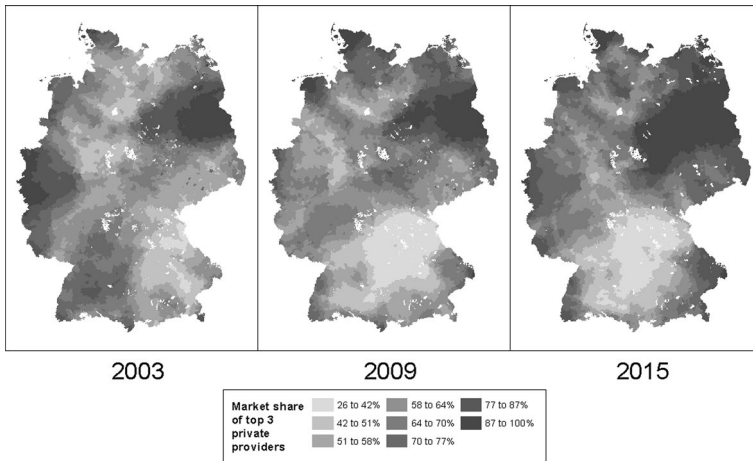 2003
2009
2015
Market share
of top 3
private
providers
26 to 42%
42 to 51%
51 to 58%
58 to 64%
64 to 70%
70 to 77%
77 to 87%
87 to 100%